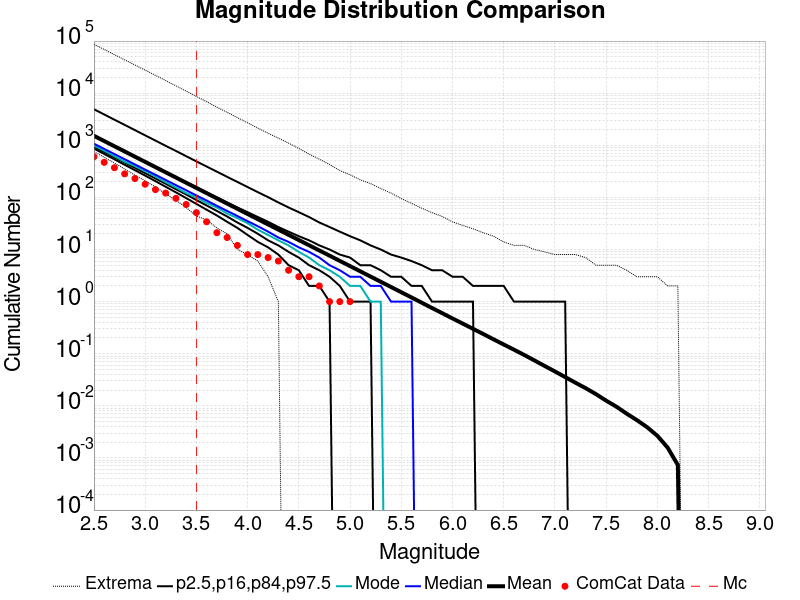 Magnitude Distribution Comparison
10^5
10^4
10^3
10^2
10^1
10^0
10^-1
10^-2
10^-3
10^-4
Cumulative Number
2.5 3.0 3.5 4.0 4.5 5.0 5.5 6.0 6.5 7.0 7.5 8.0 8.5 9.0
Magnitude
Extrema p2.5,p16,p84,p97.5 Mode Median Mean ComCat Data Mc